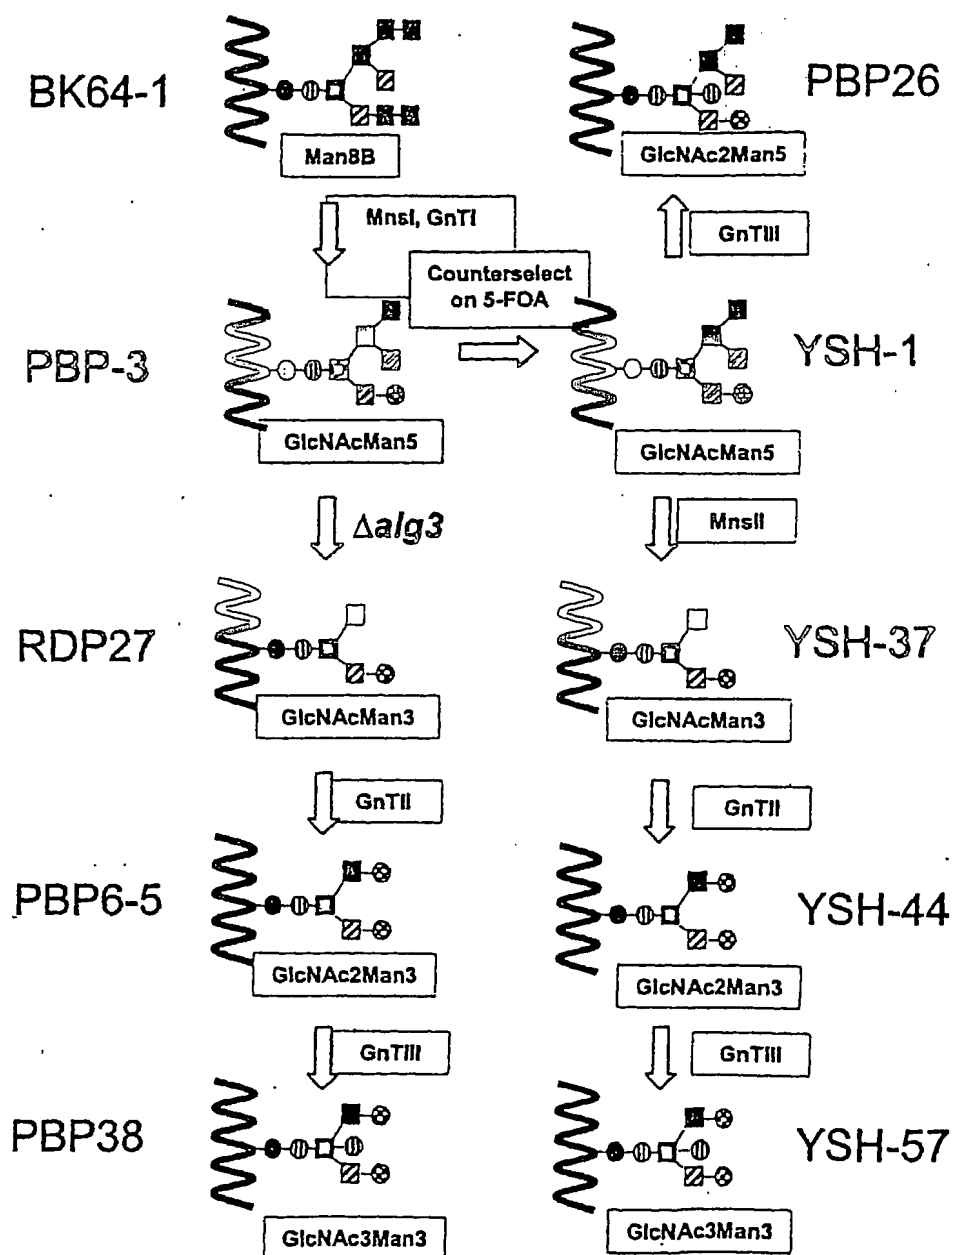 BK64-1
Man8B
PBP26
GlcNAc2Man5
MnsI, GnTI
GnTIII
Counterselect
on 5-FOA
PBP-3
GlcNAcMan5
YSH-1
GlcNAcMan5
Δalg3
MnsII
RDP27
GlcNAcMan3
YSH-37
GlcNAcMan3
GnTII
GnTII
PBP6-5
GlcNAc2Man3
YSH-44
GlcNAc2Man3
GnTIII
GnTIII
PBP38
GlcNAc3Man3
YSH-57
GlcNAc3Man3